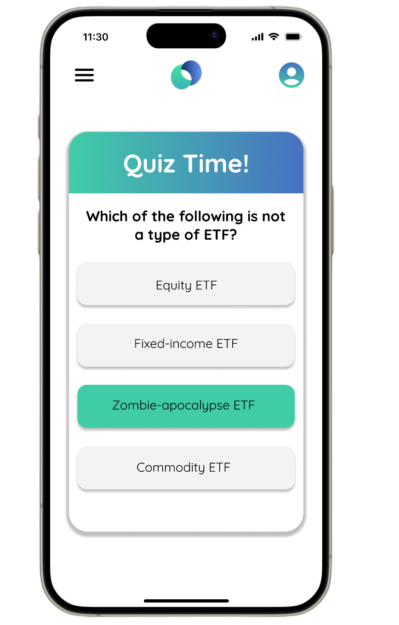 11:30
Quiz Time!
Which of the following is not
a type of ETF?
Equity ETF
Fixed-income ETF
Zombie-apocalypse ETF
Commodity ETF